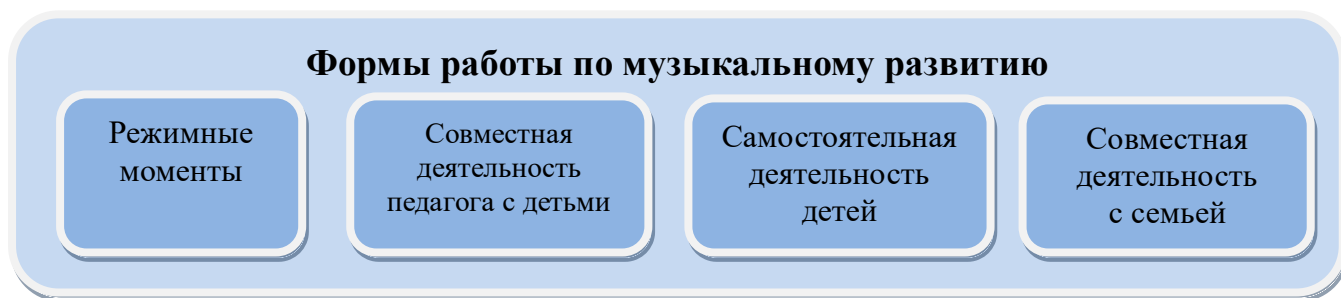 Формы работы по музыкальному развитию
Режимные
моменты
Совместная
деятельность
педагога с детьми
Самостоятельная
деятельность
детей
Совместная
деятельность
с семьей